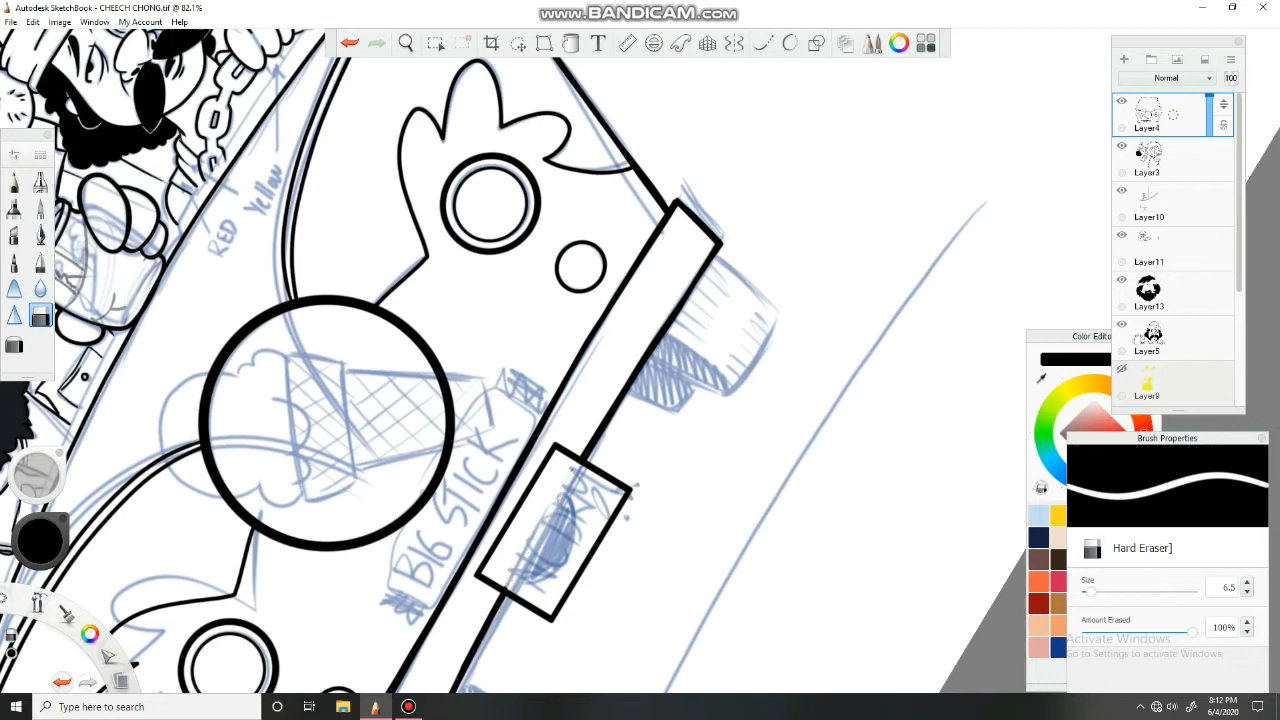 Autodesk SketchBook - CHEECH CHONG.tif @ 82.1%
www.BANDICAM.com
File Edit Image Window My Account Help
Normal
100
Layer4
Layer3
Layer10
Layer11
Layer13
Layer5
Layer9
RED
Yellow
BIG STICK
Color Edito
Brush Properties
Hard Eraser]
Size
6.5
Amount Erased
100%
Activate Windows
Go to Settings to activate Windows.
Type here to search
8:12 PM
6/4/2020